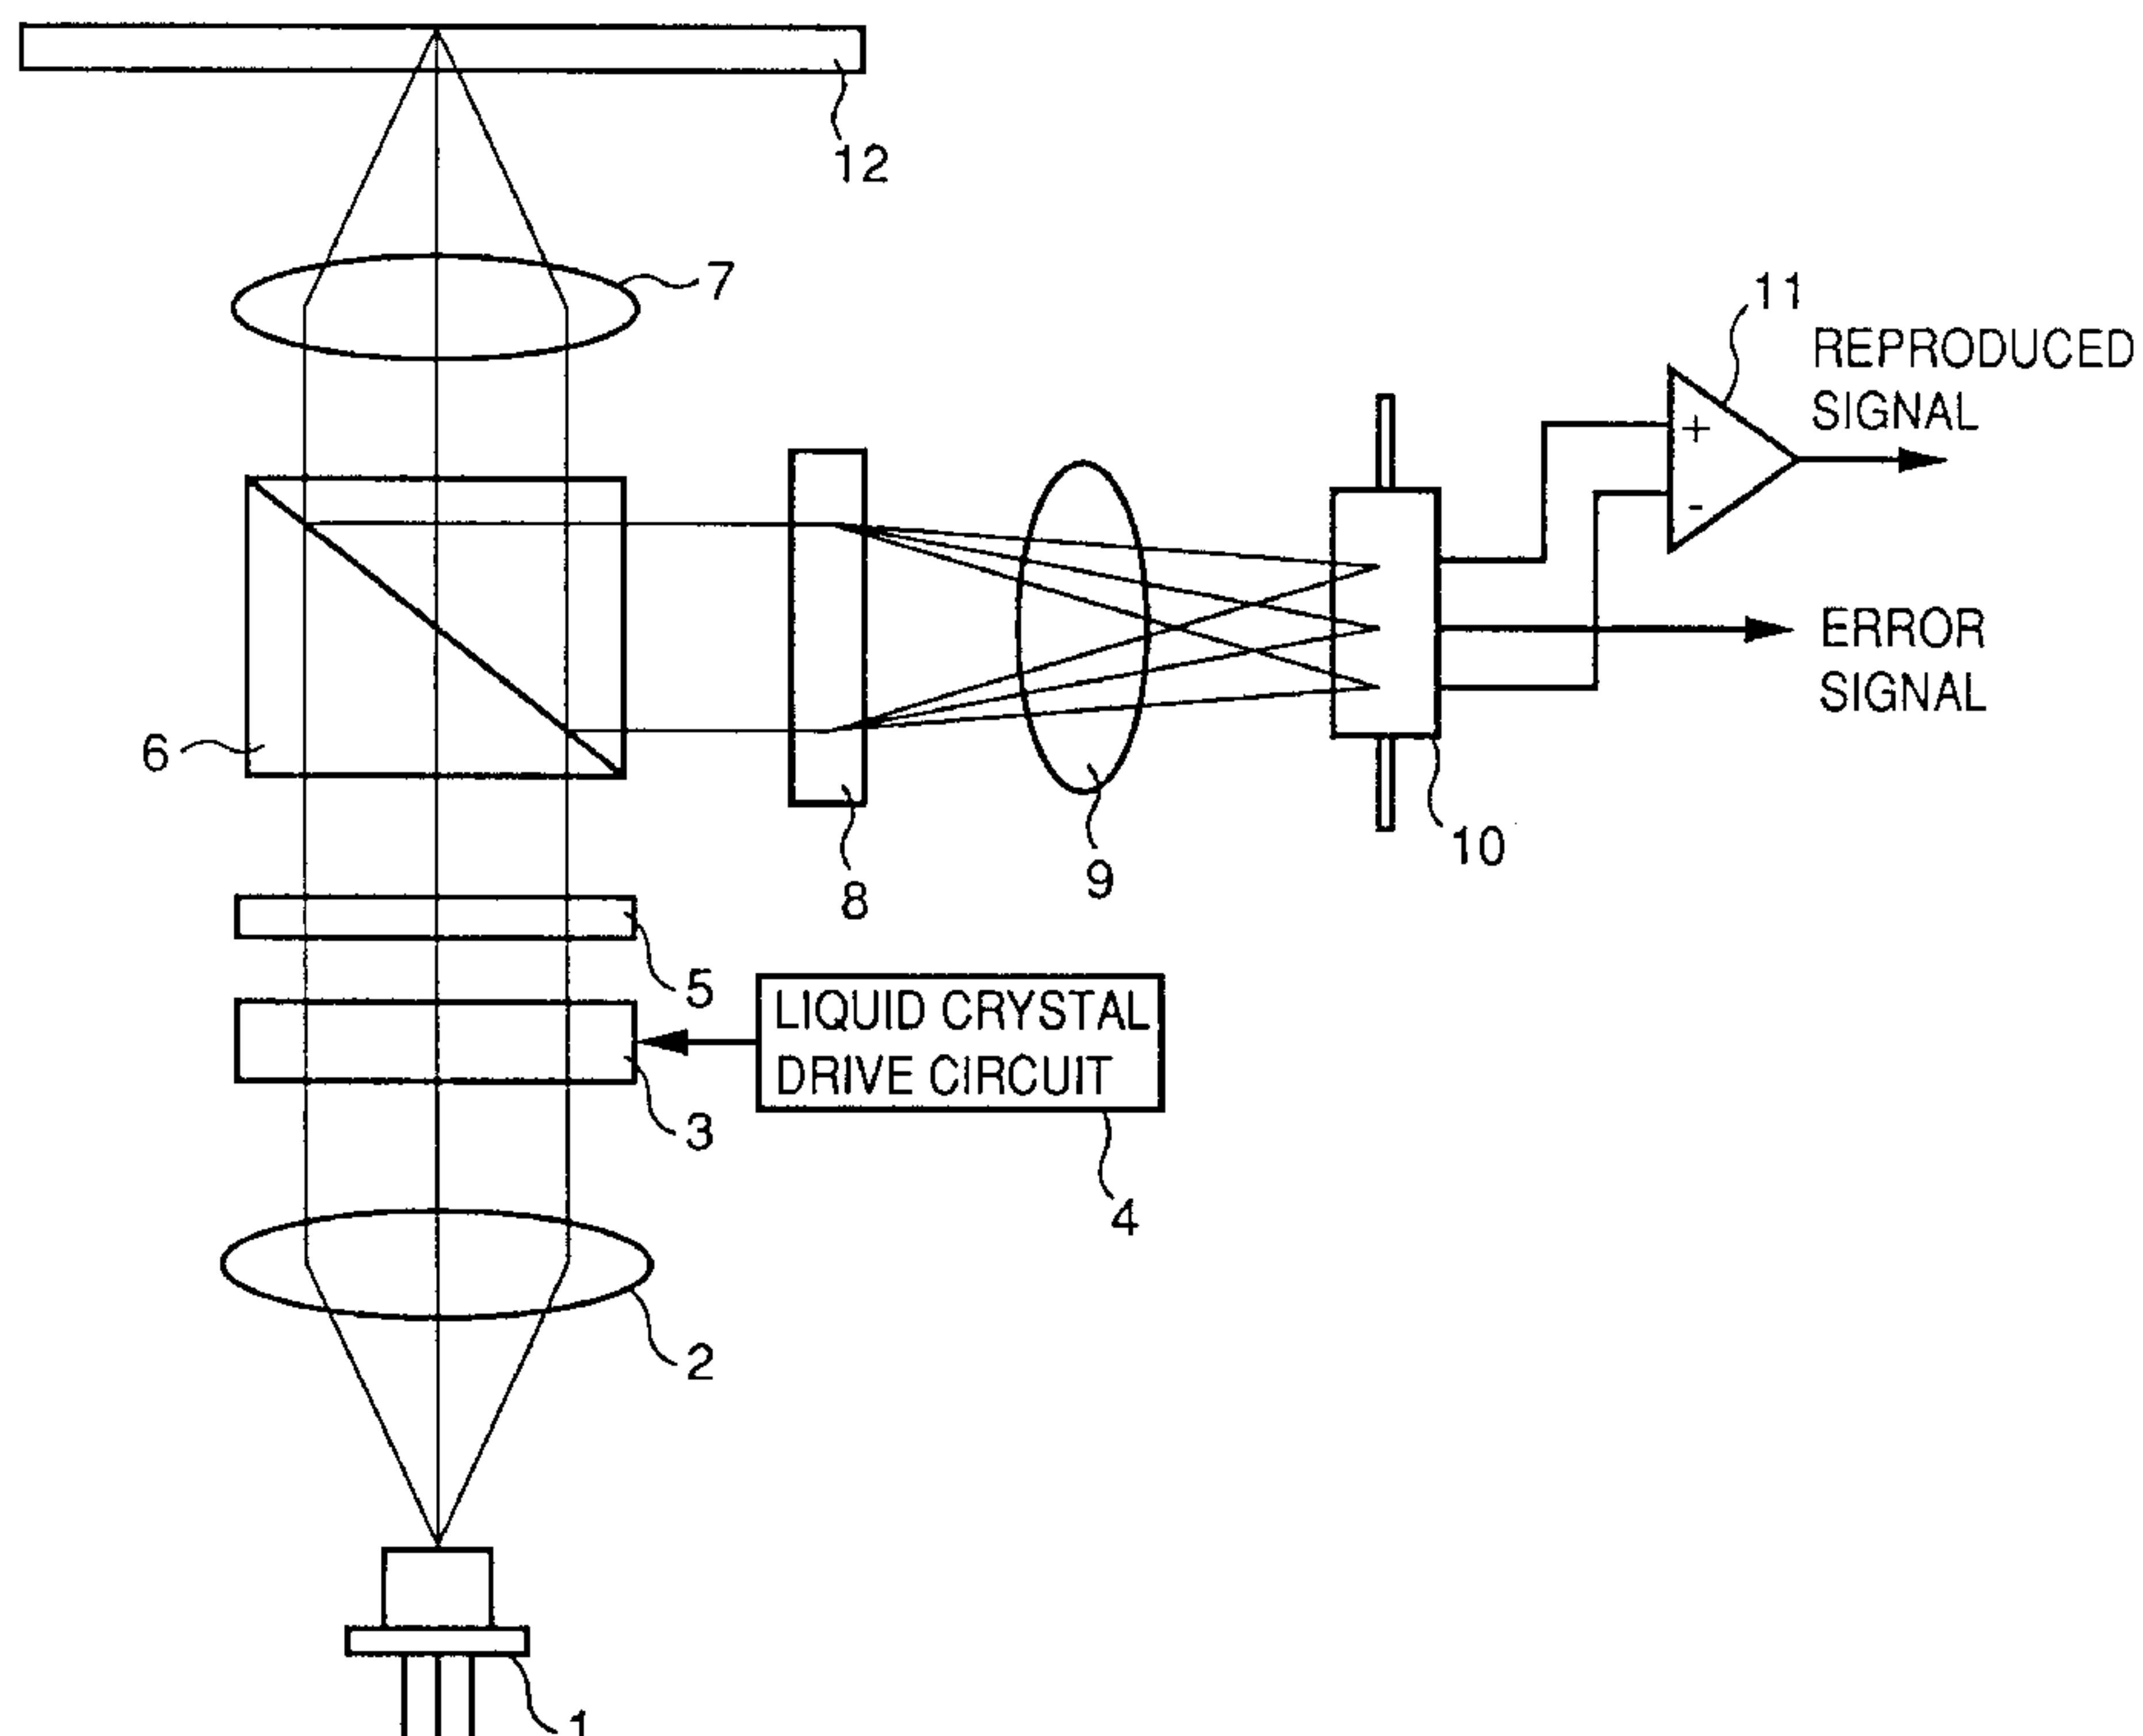 12
7
11
REPRODUCED
SIGNAL
+
-
ERROR
SIGNAL
6
10
9
8
5
LIQUID CRYSTAL
DRIVE CIRCUIT
3
4
2
1